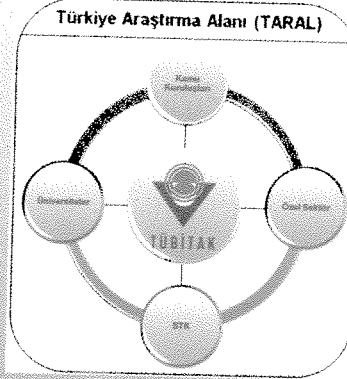 Türkiye Araştırma Alanı (TARAL)
Kamu
Kuruluşları
Üniversiteler
TÜBİTAK
Özel Sektör
STK